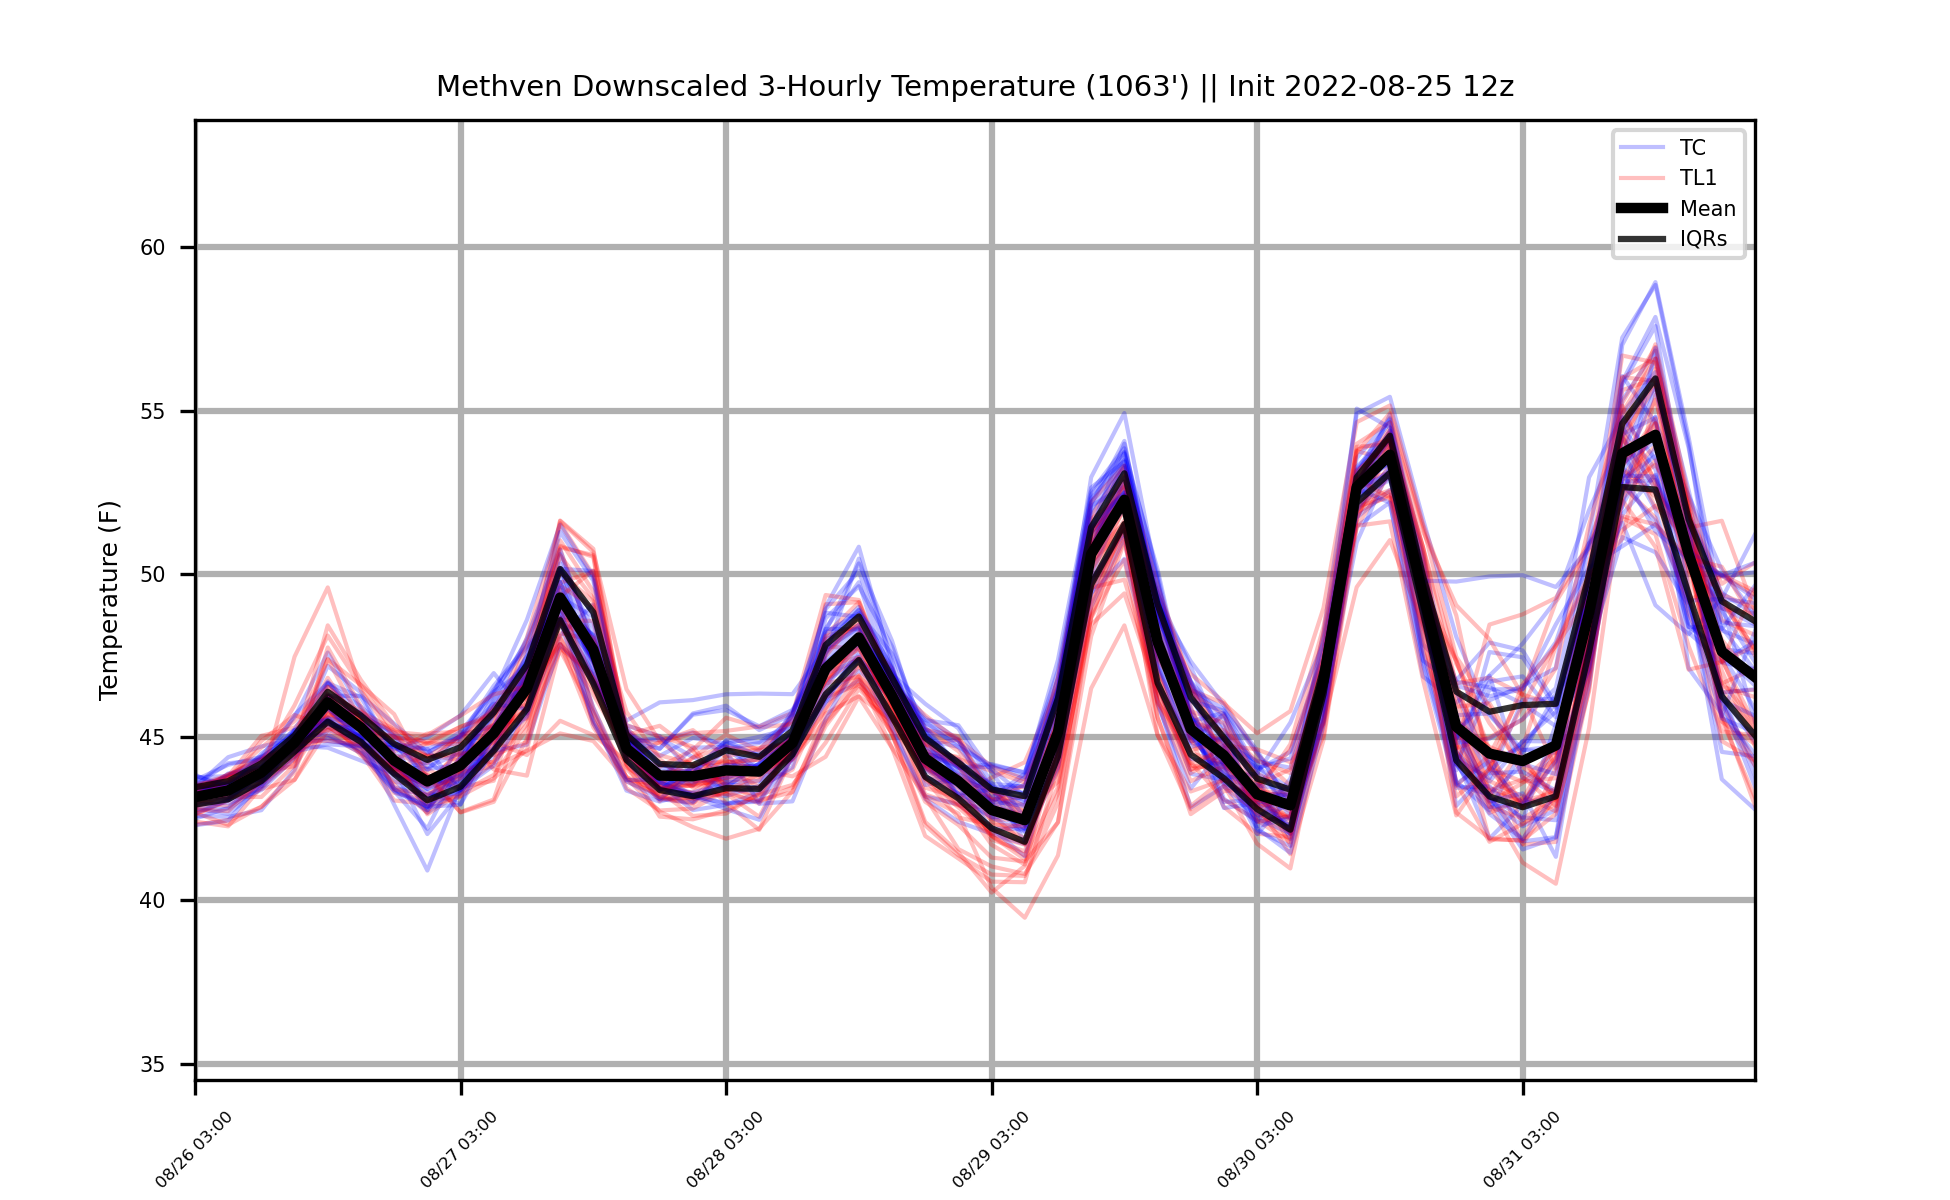 Methven Downscaled 3-Hourly Temperature (1063') || Init 2022-08-25 12z
TC
TL1
Mean
IQRs
Temperature (F)
60
55
50
45
40
35
08/26 03:00
08/27 03:00
08/28 03:00
08/29 03:00
08/30 03:00
08/31 03:00